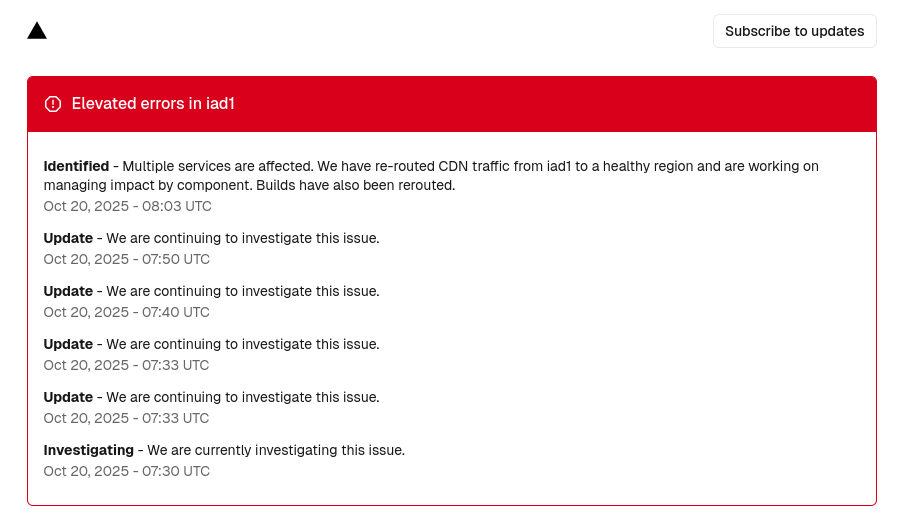 Subscribe to updates
Elevated errors in iad1
Identified - Multiple services are affected. We have re-routed CDN traffic from iad1 to a healthy region and are working on
managing impact by component. Builds have also been rerouted.
Oct 20, 2025 - 08:03 UTC
Update - We are continuing to investigate this issue.
Oct 20, 2025 - 07:50 UTC
Update - We are continuing to investigate this issue.
Oct 20, 2025 - 07:40 UTC
Update - We are continuing to investigate this issue.
Oct 20, 2025 - 07:33 UTC
Update - We are continuing to investigate this issue.
Oct 20, 2025 - 07:33 UTC
Investigating - We are currently investigating this issue.
Oct 20, 2025 - 07:30 UTC